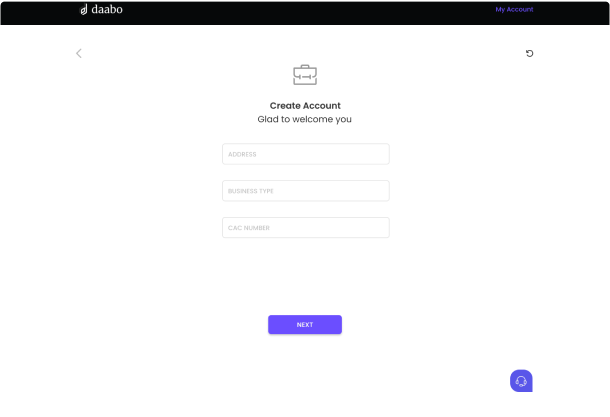 daabo
My Account
Create Account
Glad to welcome you
ADDRESS
BUSINESS TYPE
CAC NUMBER
NEXT